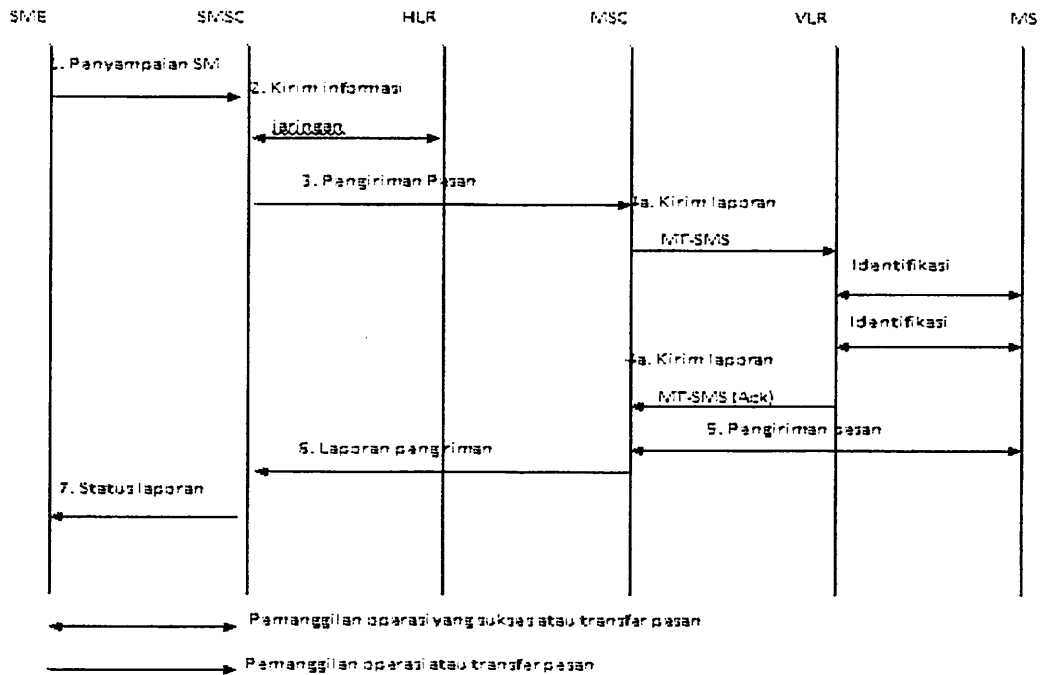 SME SMSC HLR MSC VLR MS
1. Penyampaian SM
2. Kirim informasi
jaringan
3. Pengiriman Pesan
4a. Kirim laporan
MT-SMS
Identifikasi
Identifikasi
4a. Kirim laporan
MT-SMS (Ack)
5. Pengiriman pesan
6. Laporan pengiriman
7. Status laporan
Pemanggilan operasi yang sukses atau transfer pesan
Pemanggilan operasi atau transfer pesan